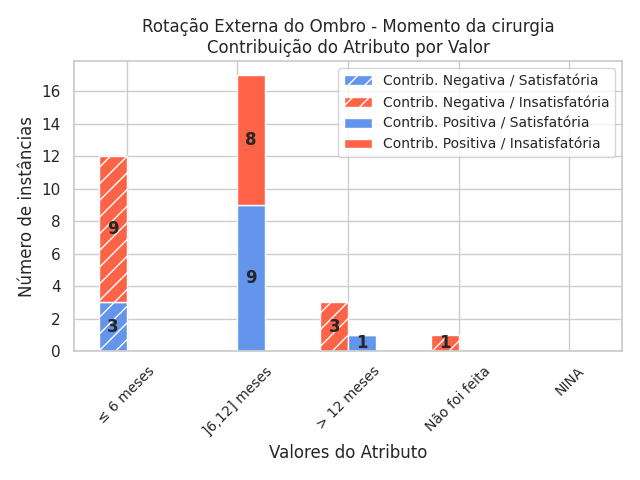 Rotação Externa do Ombro - Momento da cirurgia
Contribuição do Atributo por Valor
Contrib. Negativa / Satisfatória
Contrib. Negativa / Insatisfatória
Contrib. Positiva / Satisfatória
Contrib. Positiva / Insatisfatória
Número de instâncias
16
14
12
10
8
6
4
2
0
9
3
8
9
3
1
1
≤ 6 meses
]6,12] meses
> 12 meses
Não foi feita
NINA
Valores do Atributo